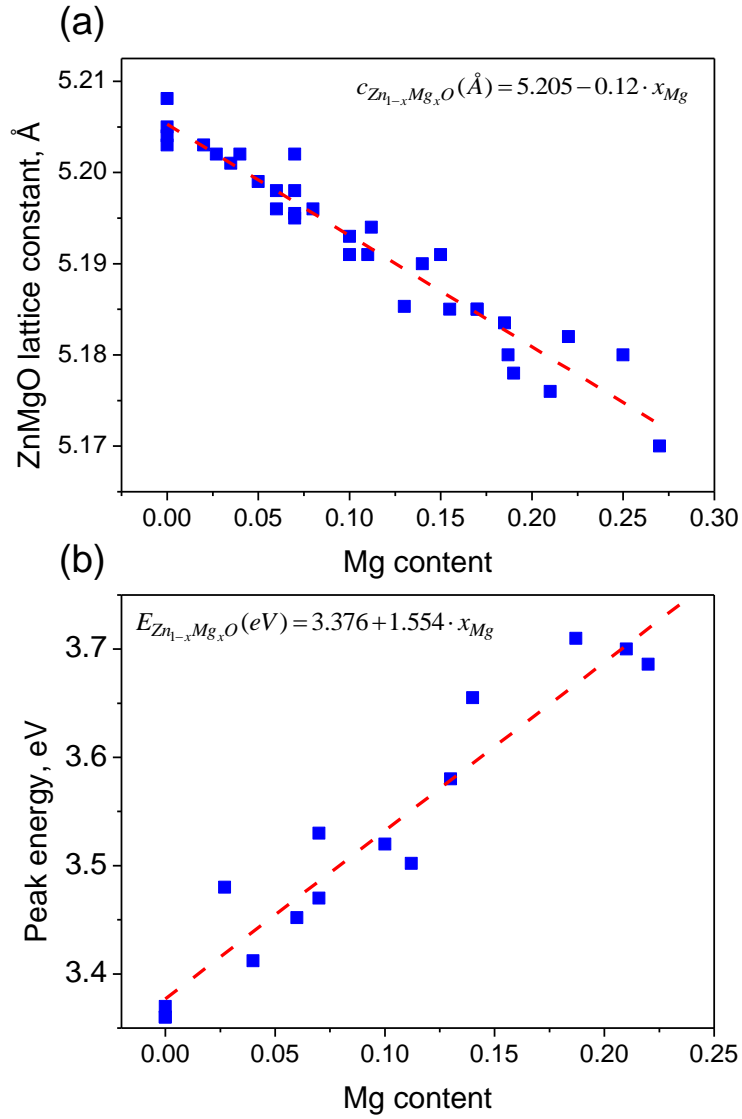 (a)
c_{Zn_{1-x}Mg_xO}(Å) = 5.205 − 0.12 · x_{Mg}
5.21
5.20
5.19
5.18
5.17
ZnMgO lattice constant, Å
0.00 0.05 0.10 0.15 0.20 0.25 0.30
Mg content
(b)
E_{Zn_{1-x}Mg_xO}(eV) = 3.376 + 1.554 · x_{Mg}
3.7
3.6
3.5
3.4
Peak energy, eV
0.00 0.05 0.10 0.15 0.20 0.25
Mg content